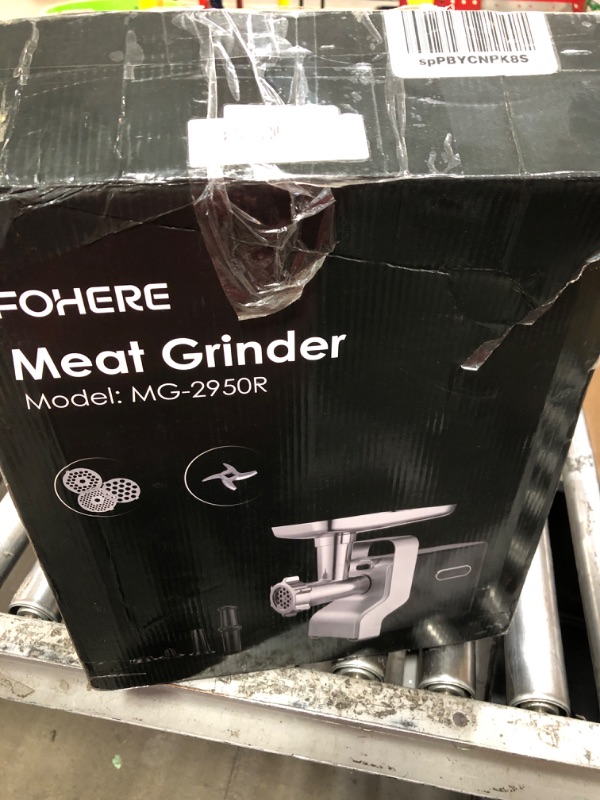 spPBYCNPK8S
FOHERE
Meat Grinder
Model: MG-2950R